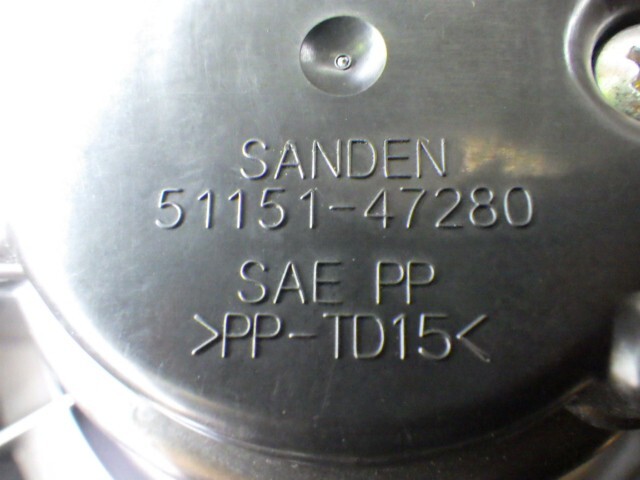 SANDEN
51151-47280
SAE PP
>PP-TD15<